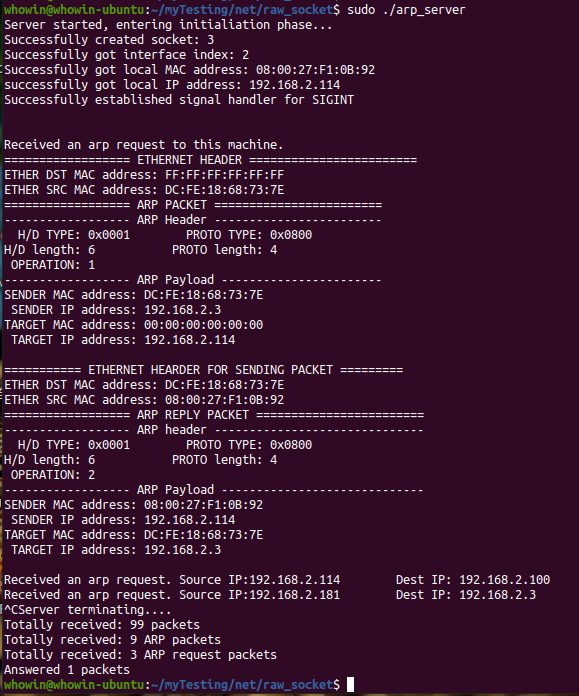 whowin@whowin-ubuntu:~/myTesting/net/raw_socket$ sudo ./arp_server
Server started, entering initialiation phase...
Successfully created socket: 3
Successfully got interface index: 2
Successfully got local MAC address: 08:00:27:F1:0B:92
Successfully got local IP address: 192.168.2.114
Successfully established signal handler for SIGINT
Received an arp request to this machine.
================== ETHERNET HEADER ========================
ETHER DST MAC address: FF:FF:FF:FF:FF:FF
ETHER SRC MAC address: DC:FE:18:68:73:7E
================== ARP PACKET ========================
------------------ ARP Header ------------------------
H/D TYPE: 0x0001 PROTO TYPE: 0x0800
H/D length: 6 PROTO length: 4
OPERATION: 1
------------------ ARP Payload -----------------------
SENDER MAC address: DC:FE:18:68:73:7E
SENDER IP address: 192.168.2.3
TARGET MAC address: 00:00:00:00:00:00
TARGET IP address: 192.168.2.114
=========== ETHERNET HEARDER FOR SENDING PACKET =========
ETHER DST MAC address: DC:FE:18:68:73:7E
ETHER SRC MAC address: 08:00:27:F1:0B:92
================== ARP REPLY PACKET ========================
------------------ ARP header ------------------------------
H/D TYPE: 0x0001 PROTO TYPE: 0x0800
H/D length: 6 PROTO length: 4
OPERATION: 2
------------------ ARP Payload -----------------------------
SENDER MAC address: 08:00:27:F1:0B:92
SENDER IP address: 192.168.2.114
TARGET MAC address: DC:FE:18:68:73:7E
TARGET IP address: 192.168.2.3
Received an arp request. Source IP:192.168.2.114 Dest IP: 192.168.2.100
Received an arp request. Source IP:192.168.2.181 Dest IP: 192.168.2.3
^CServer terminating....
Totally received: 99 packets
Totally received: 9 ARP packets
Totally received: 3 ARP request packets
Answered 1 packets
whowin@whowin-ubuntu:~/myTesting/net/raw_socket$